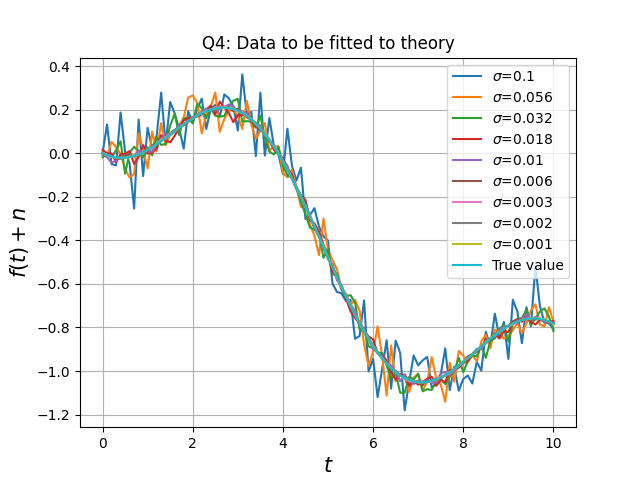 Q4: Data to be fitted to theory
0.4
0.2
0.0
−0.2
−0.4
−0.6
−0.8
−1.0
−1.2
f(t) + n
σ=0.1
σ=0.056
σ=0.032
σ=0.018
σ=0.01
σ=0.006
σ=0.003
σ=0.002
σ=0.001
True value
0 2 4 6 8 10
t